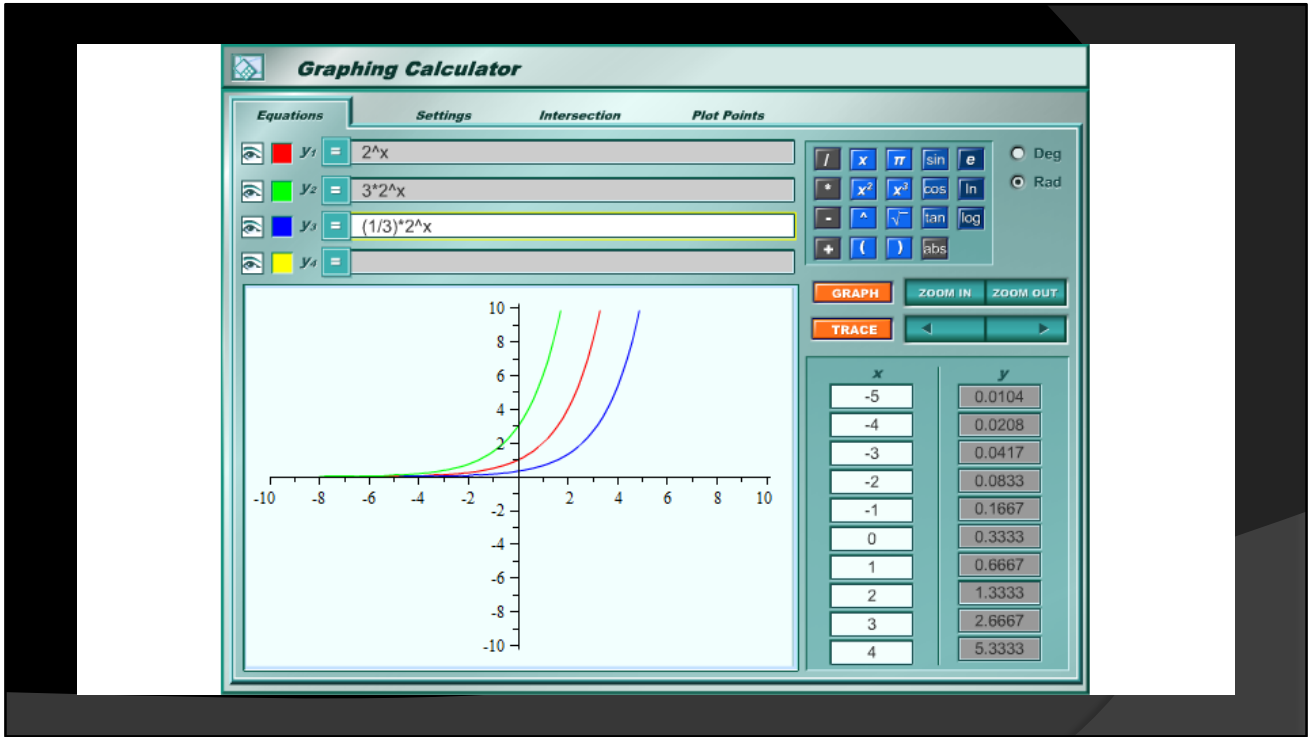 Graphing Calculator
Equations Settings Intersection Plot Points
y1 = 2^x
y2 = 3*2^x
y3 = (1/3)*2^x
y4 =
/ x π sin e
* x² x³ cos ln
- ^ √ tan log
+ ( ) abs
Deg
Rad
GRAPH ZOOM IN ZOOM OUT
TRACE
10
8
6
4
2
-10 -8 -6 -4 -2 2 4 6 8 10
-2
-4
-6
-8
-10
x y
-5 0.0104
-4 0.0208
-3 0.0417
-2 0.0833
-1 0.1667
0 0.3333
1 0.6667
2 1.3333
3 2.6667
4 5.3333